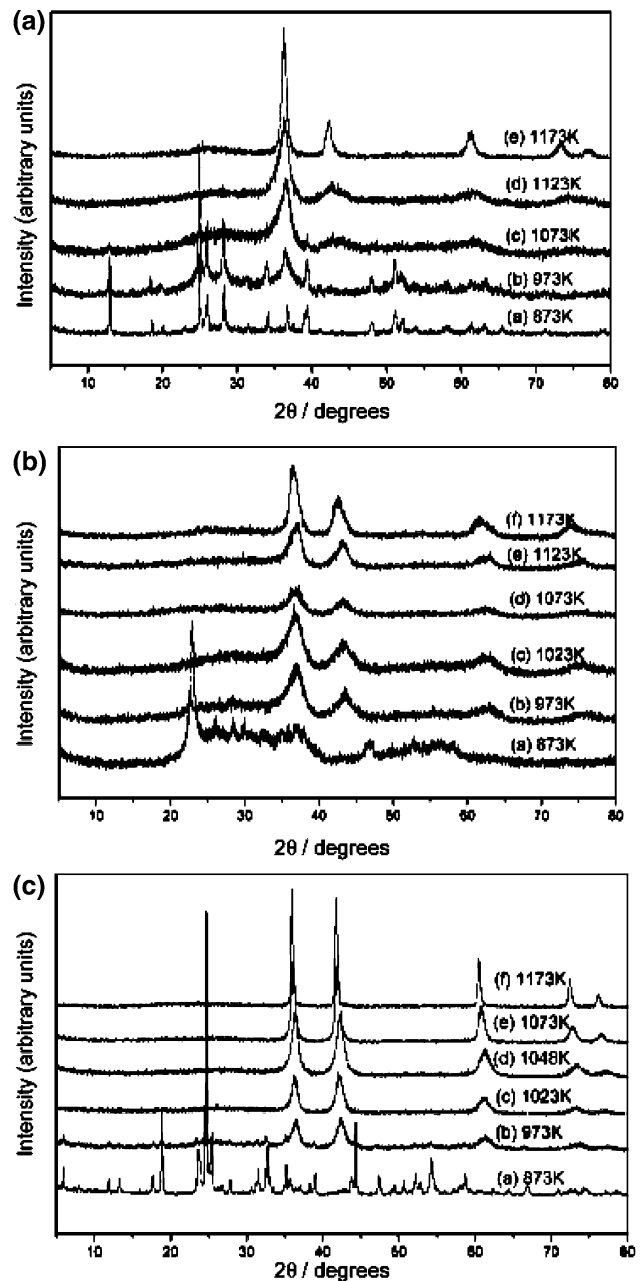 (a)
Intensity (arbitrary units)
(e) 1173K
(d) 1123K
(c) 1073K
(b) 973K
(a) 873K
10 20 30 40 50 60 70 80
2θ / degrees
(b)
Intensity (arbitrary units)
(f) 1173K
(e) 1123K
(d) 1073K
(c) 1023K
(b) 973K
(a) 873K
10 20 30 40 50 60 70 80
2θ / degrees
(c)
Intensity (arbitrary units)
(f) 1173K
(e) 1073K
(d) 1048K
(c) 1023K
(b) 973K
(a) 873K
10 20 30 40 50 60 70 80
2θ / degrees